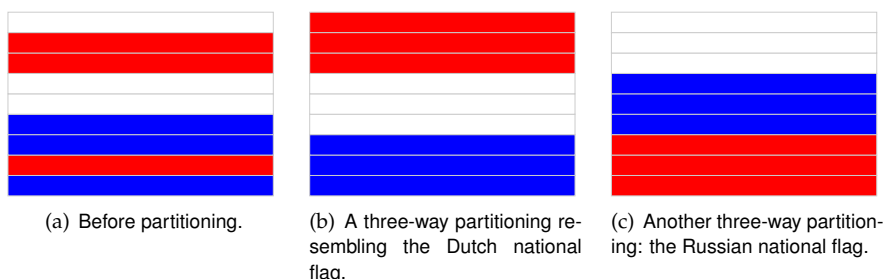 (a) Before partitioning.
(b) A three-way partitioning re-
sembling the Dutch national
flag.
(c) Another three-way partition-
ing: the Russian national flag.